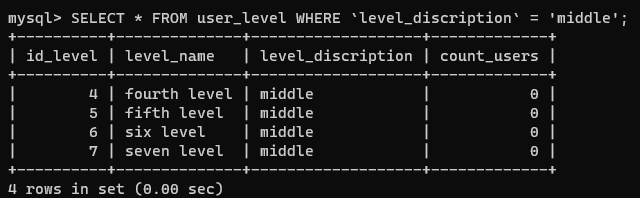 mysql> SELECT * FROM user_level WHERE `level_discription` = 'middle';
+----------+--------------+-------------------+-------------+
| id_level | level_name   | level_discription | count_users |
+----------+--------------+-------------------+-------------+
|        4 | fourth level | middle            |           0 |
|        5 | fifth level  | middle            |           0 |
|        6 | six level    | middle            |           0 |
|        7 | seven level  | middle            |           0 |
+----------+--------------+-------------------+-------------+
4 rows in set (0.00 sec)